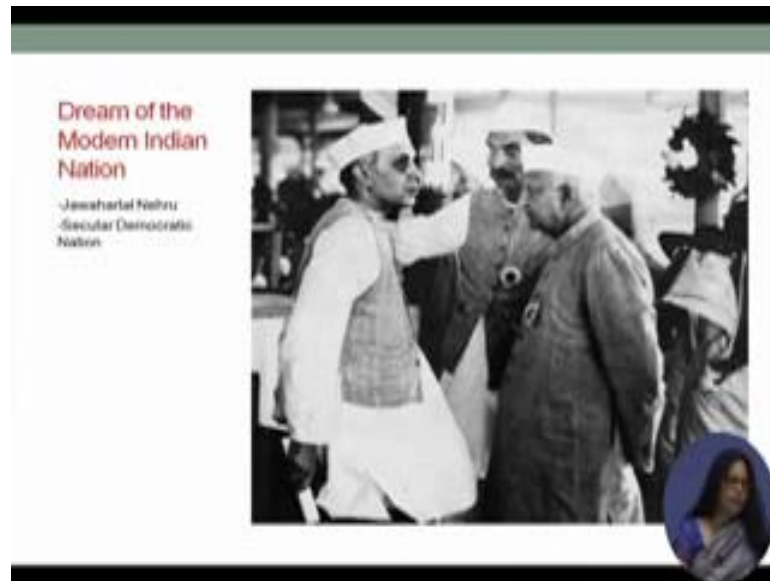 Dream of the
Modern Indian
Nation
-Jawaharlal Nehru
-Secular Democratic
Nation